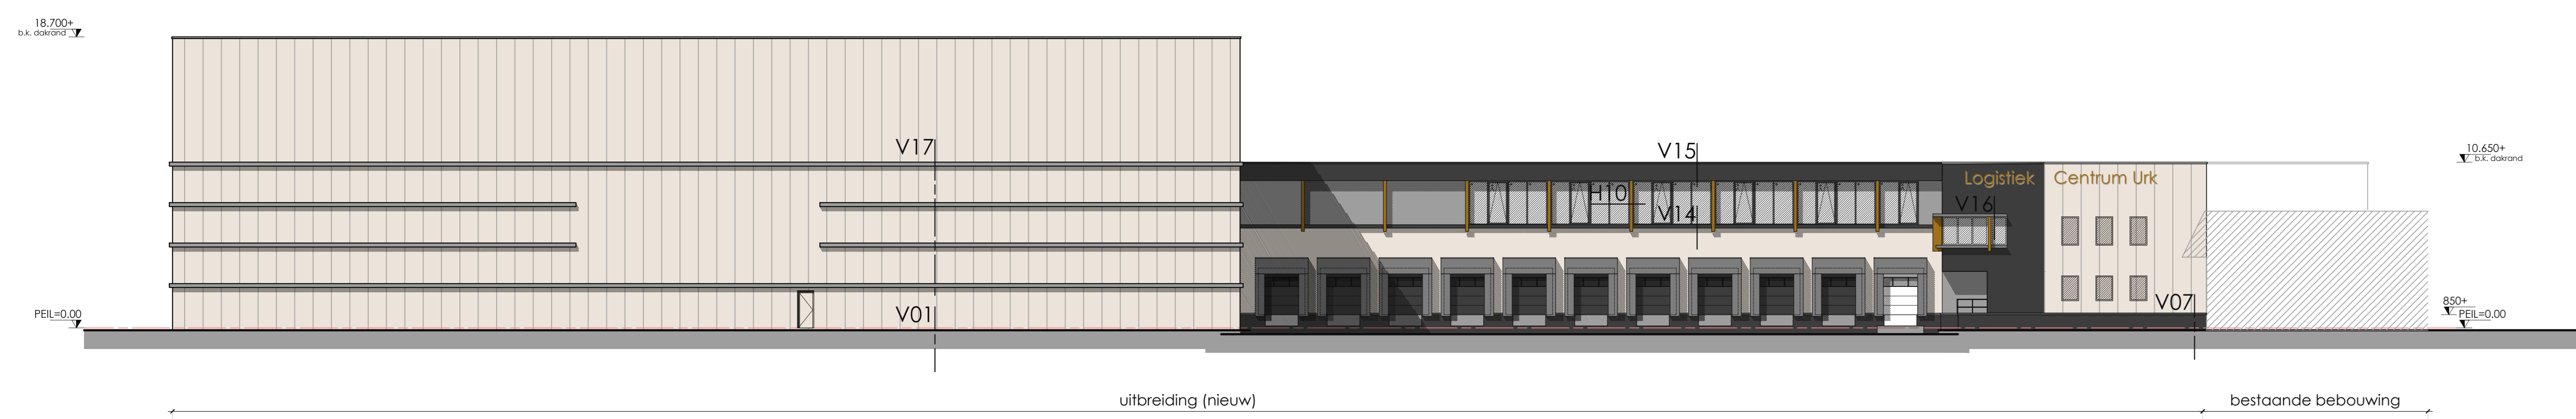 18.700+
b.k. dakrand
V17
V15
10.650+
b.k. dakrand
Logistiek Centrum Urk
H10
V14
V16
PEIL=0.00
V01
V07
850+
PEIL=0.00
uitbreiding (nieuw)
bestaande bebouwing